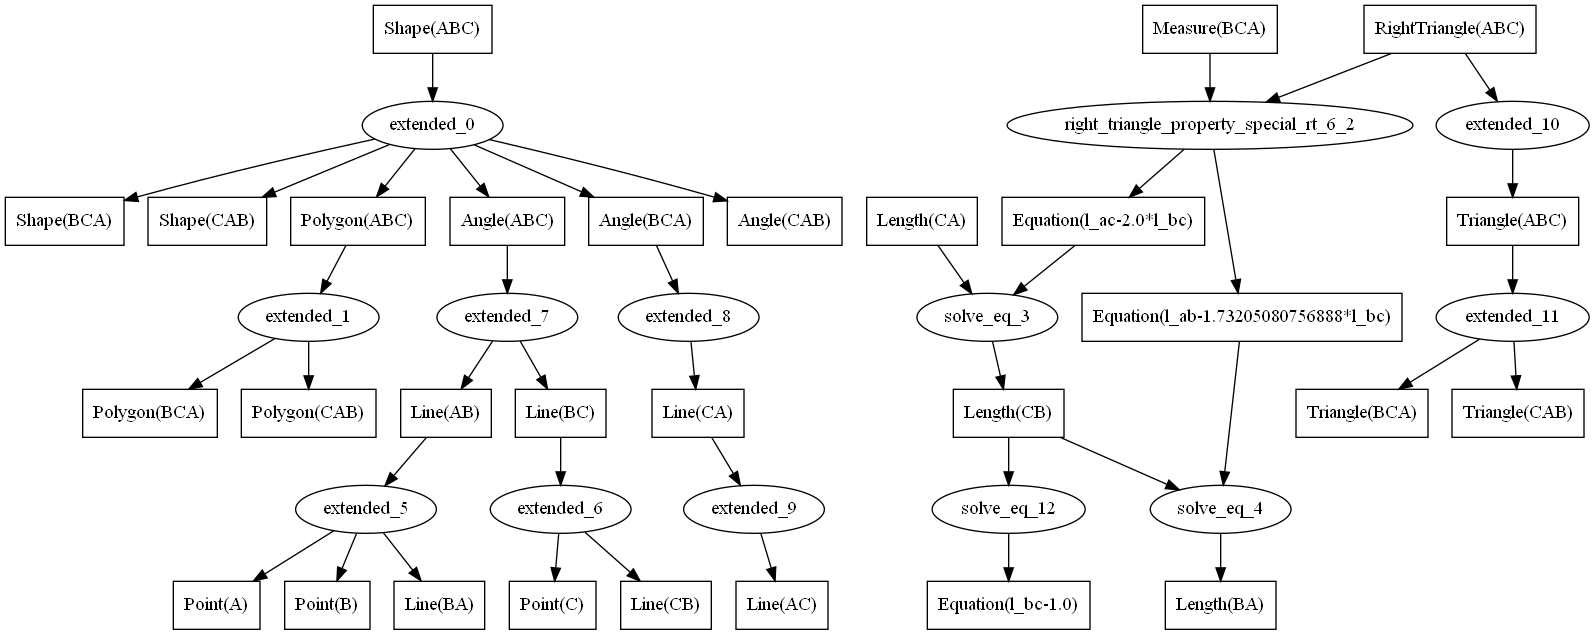 Shape(ABC)
Measure(BCA)
RightTriangle(ABC)
extended_0
right_triangle_property_special_rt_6_2
extended_10
Shape(BCA)
Shape(CAB)
Polygon(ABC)
Angle(ABC)
Angle(BCA)
Angle(CAB)
Length(CA)
Equation(l_ac-2.0*l_bc)
Triangle(ABC)
extended_1
extended_7
extended_8
solve_eq_3
Equation(l_ab-1.73205080756888*l_bc)
extended_11
Polygon(BCA)
Polygon(CAB)
Line(AB)
Line(BC)
Line(CA)
Length(CB)
Triangle(BCA)
Triangle(CAB)
extended_5
extended_6
extended_9
solve_eq_12
solve_eq_4
Point(A)
Point(B)
Line(BA)
Point(C)
Line(CB)
Line(AC)
Equation(l_bc-1.0)
Length(BA)